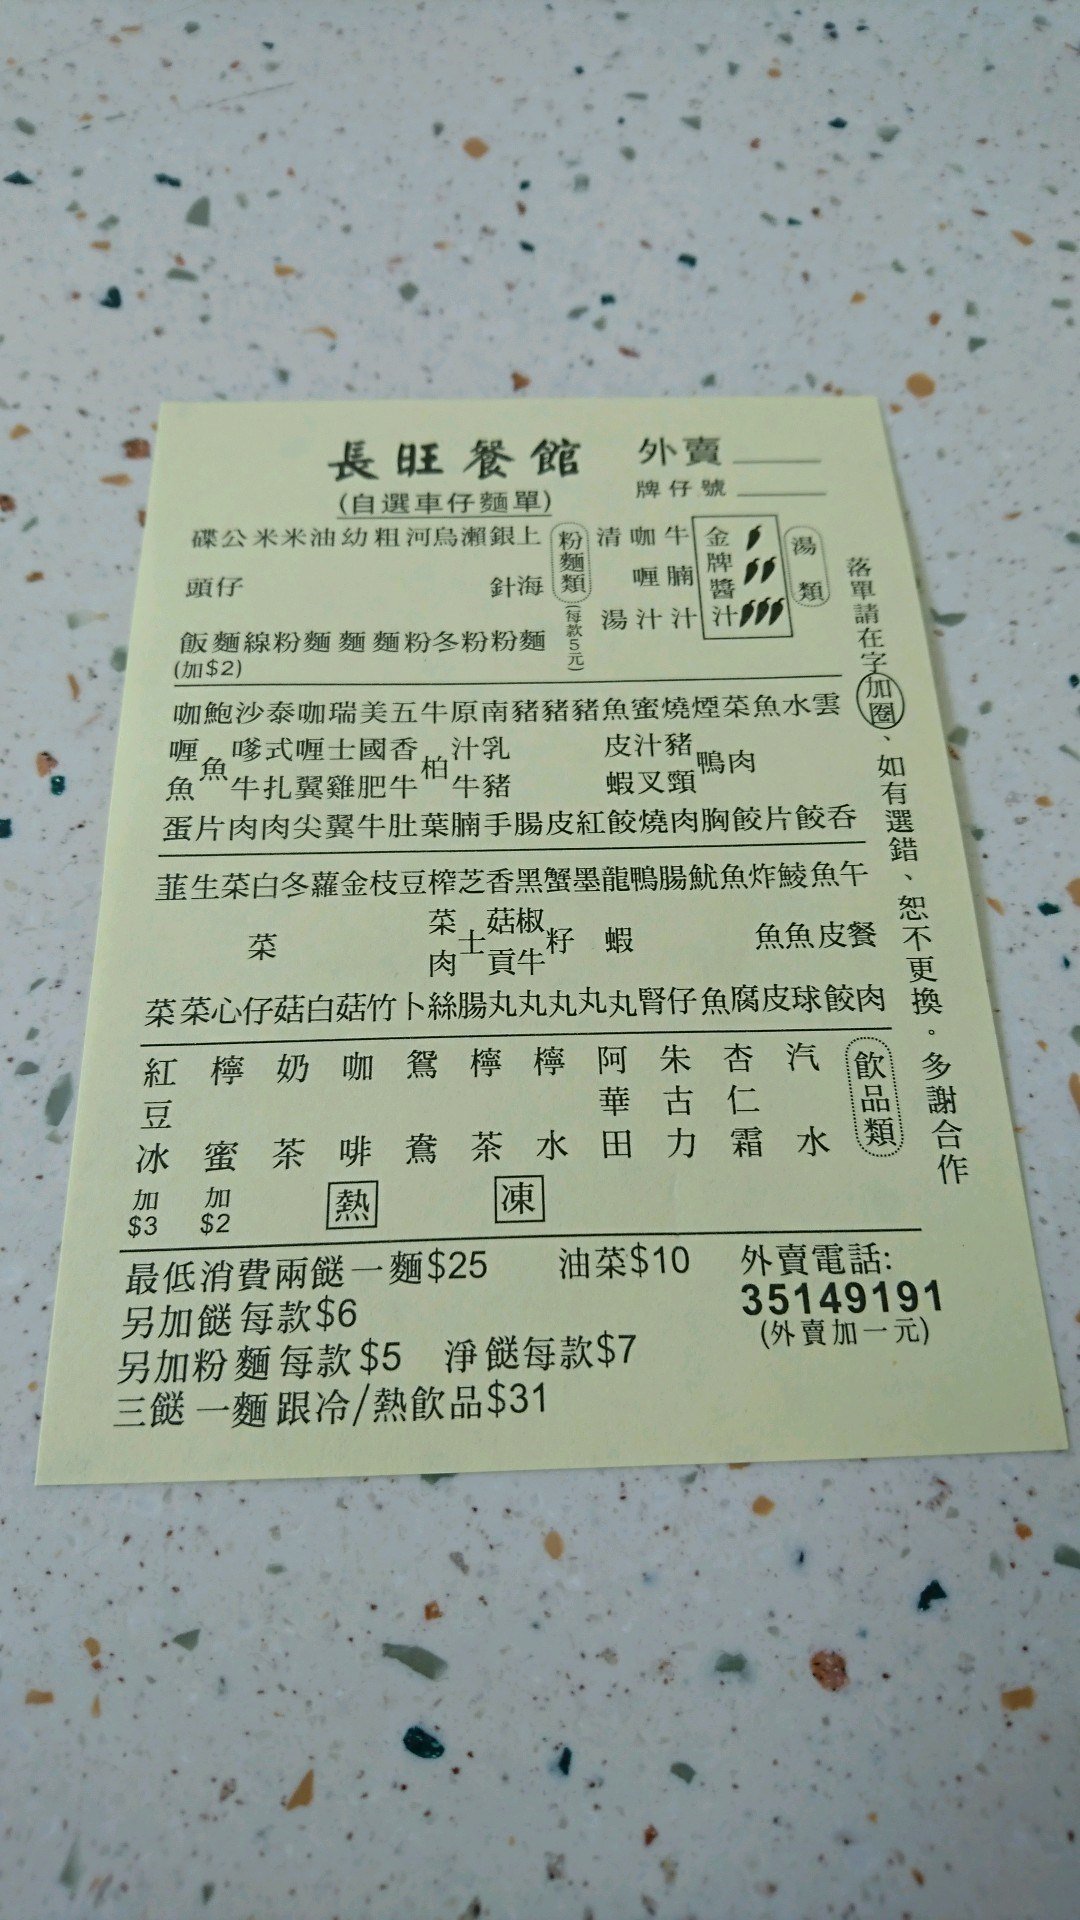 長旺餐館
(自選車仔麵單)
外賣
牌仔號
湯類
金牌醬汁
牛腩汁
咖喱汁
清湯
粉麵類
(每款5元)
上海麵
銀針粉
瀨粉
烏冬
河粉
粗麵
幼麵
油麵
米粉
米線
公仔麵
碟頭飯
(加$2)
雲呑
水餃
魚片
菜肉餃
煙鴨胸
燒豬頸肉
蜜汁叉燒
魚皮蝦餃
豬紅
豬皮
豬腸
南乳豬手
原汁牛腩
牛柏葉
五香牛肚
美國肥牛
瑞士雞翼
咖喱翼尖
泰式扎肉
沙嗲牛肉
鮑魚片
咖喱魚蛋
午餐肉
魚皮餃
鯪魚球
炸魚皮
魚腐
魷魚
腸仔
鴨腎
龍蝦丸
墨丸
蟹籽丸
黑椒牛丸
香菇貢丸
芝士腸
榨菜肉絲
豆卜
枝竹
金菇
蘿白
冬菇
白菜仔
菜心
生菜
韮菜
飲品類
汽水
杏仁霜
朱古力
阿華田
檸水
檸茶
鴛鴦
咖啡
奶茶
檸蜜 加$2
紅豆冰 加$3
熱
凍
落單請在字加圈、如有選錯、恕不更換。多謝合作
最低消費兩餸一麵$25
油菜$10
另加餸每款$6
另加粉麵每款$5
淨餸每款$7
三餸一麵跟冷/熱飲品$31
外賣電話:
35149191
(外賣加一元)